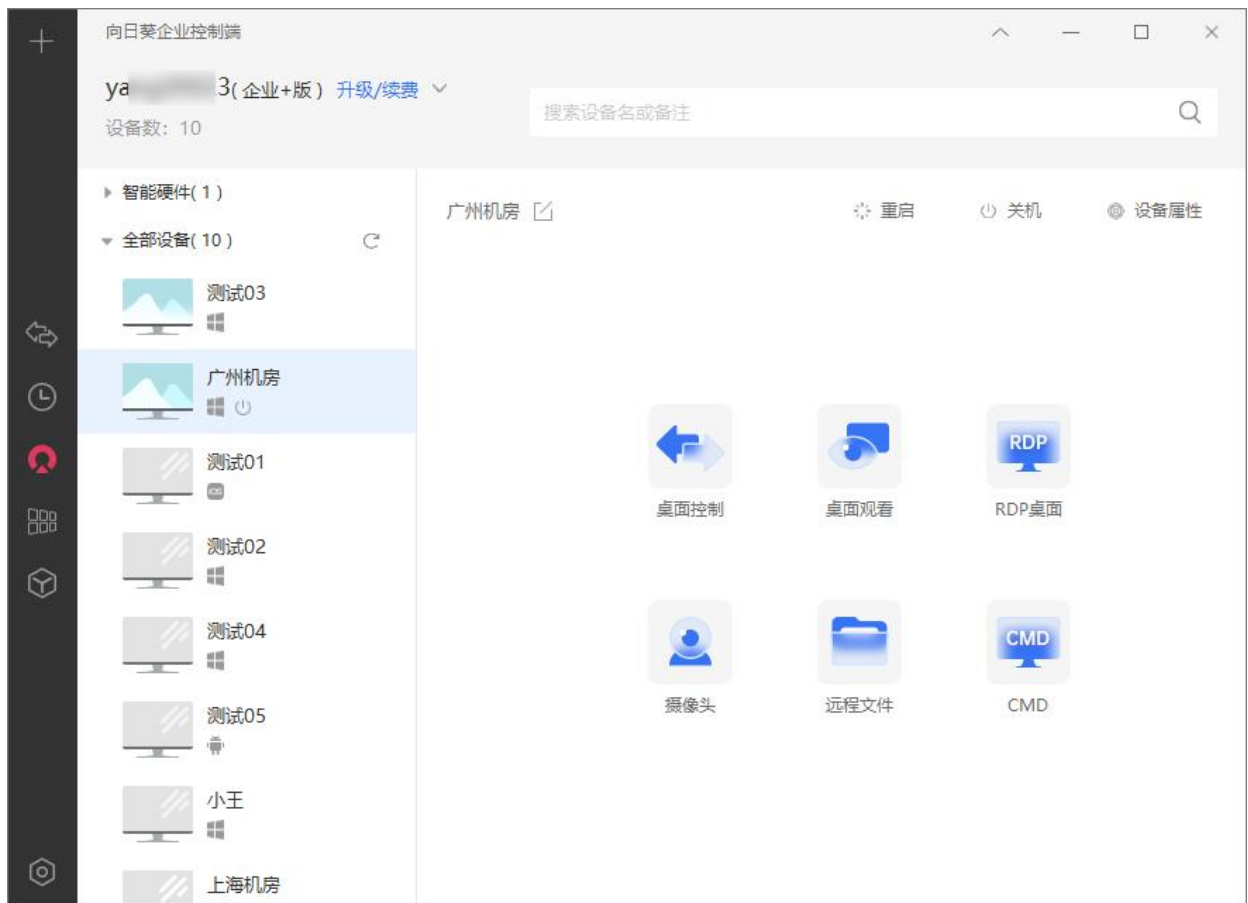 向日葵企业控制端
ya 3(企业+版) 升级/续费
设备数: 10
搜索设备名或备注
智能硬件( 1 )
全部设备( 10 )
广州机房
重启
关机
设备属性
测试03
广州机房
测试01
iOS
测试02
测试04
测试05
小王
上海机房
桌面控制
桌面观看
RDP
RDP桌面
摄像头
远程文件
CMD
CMD